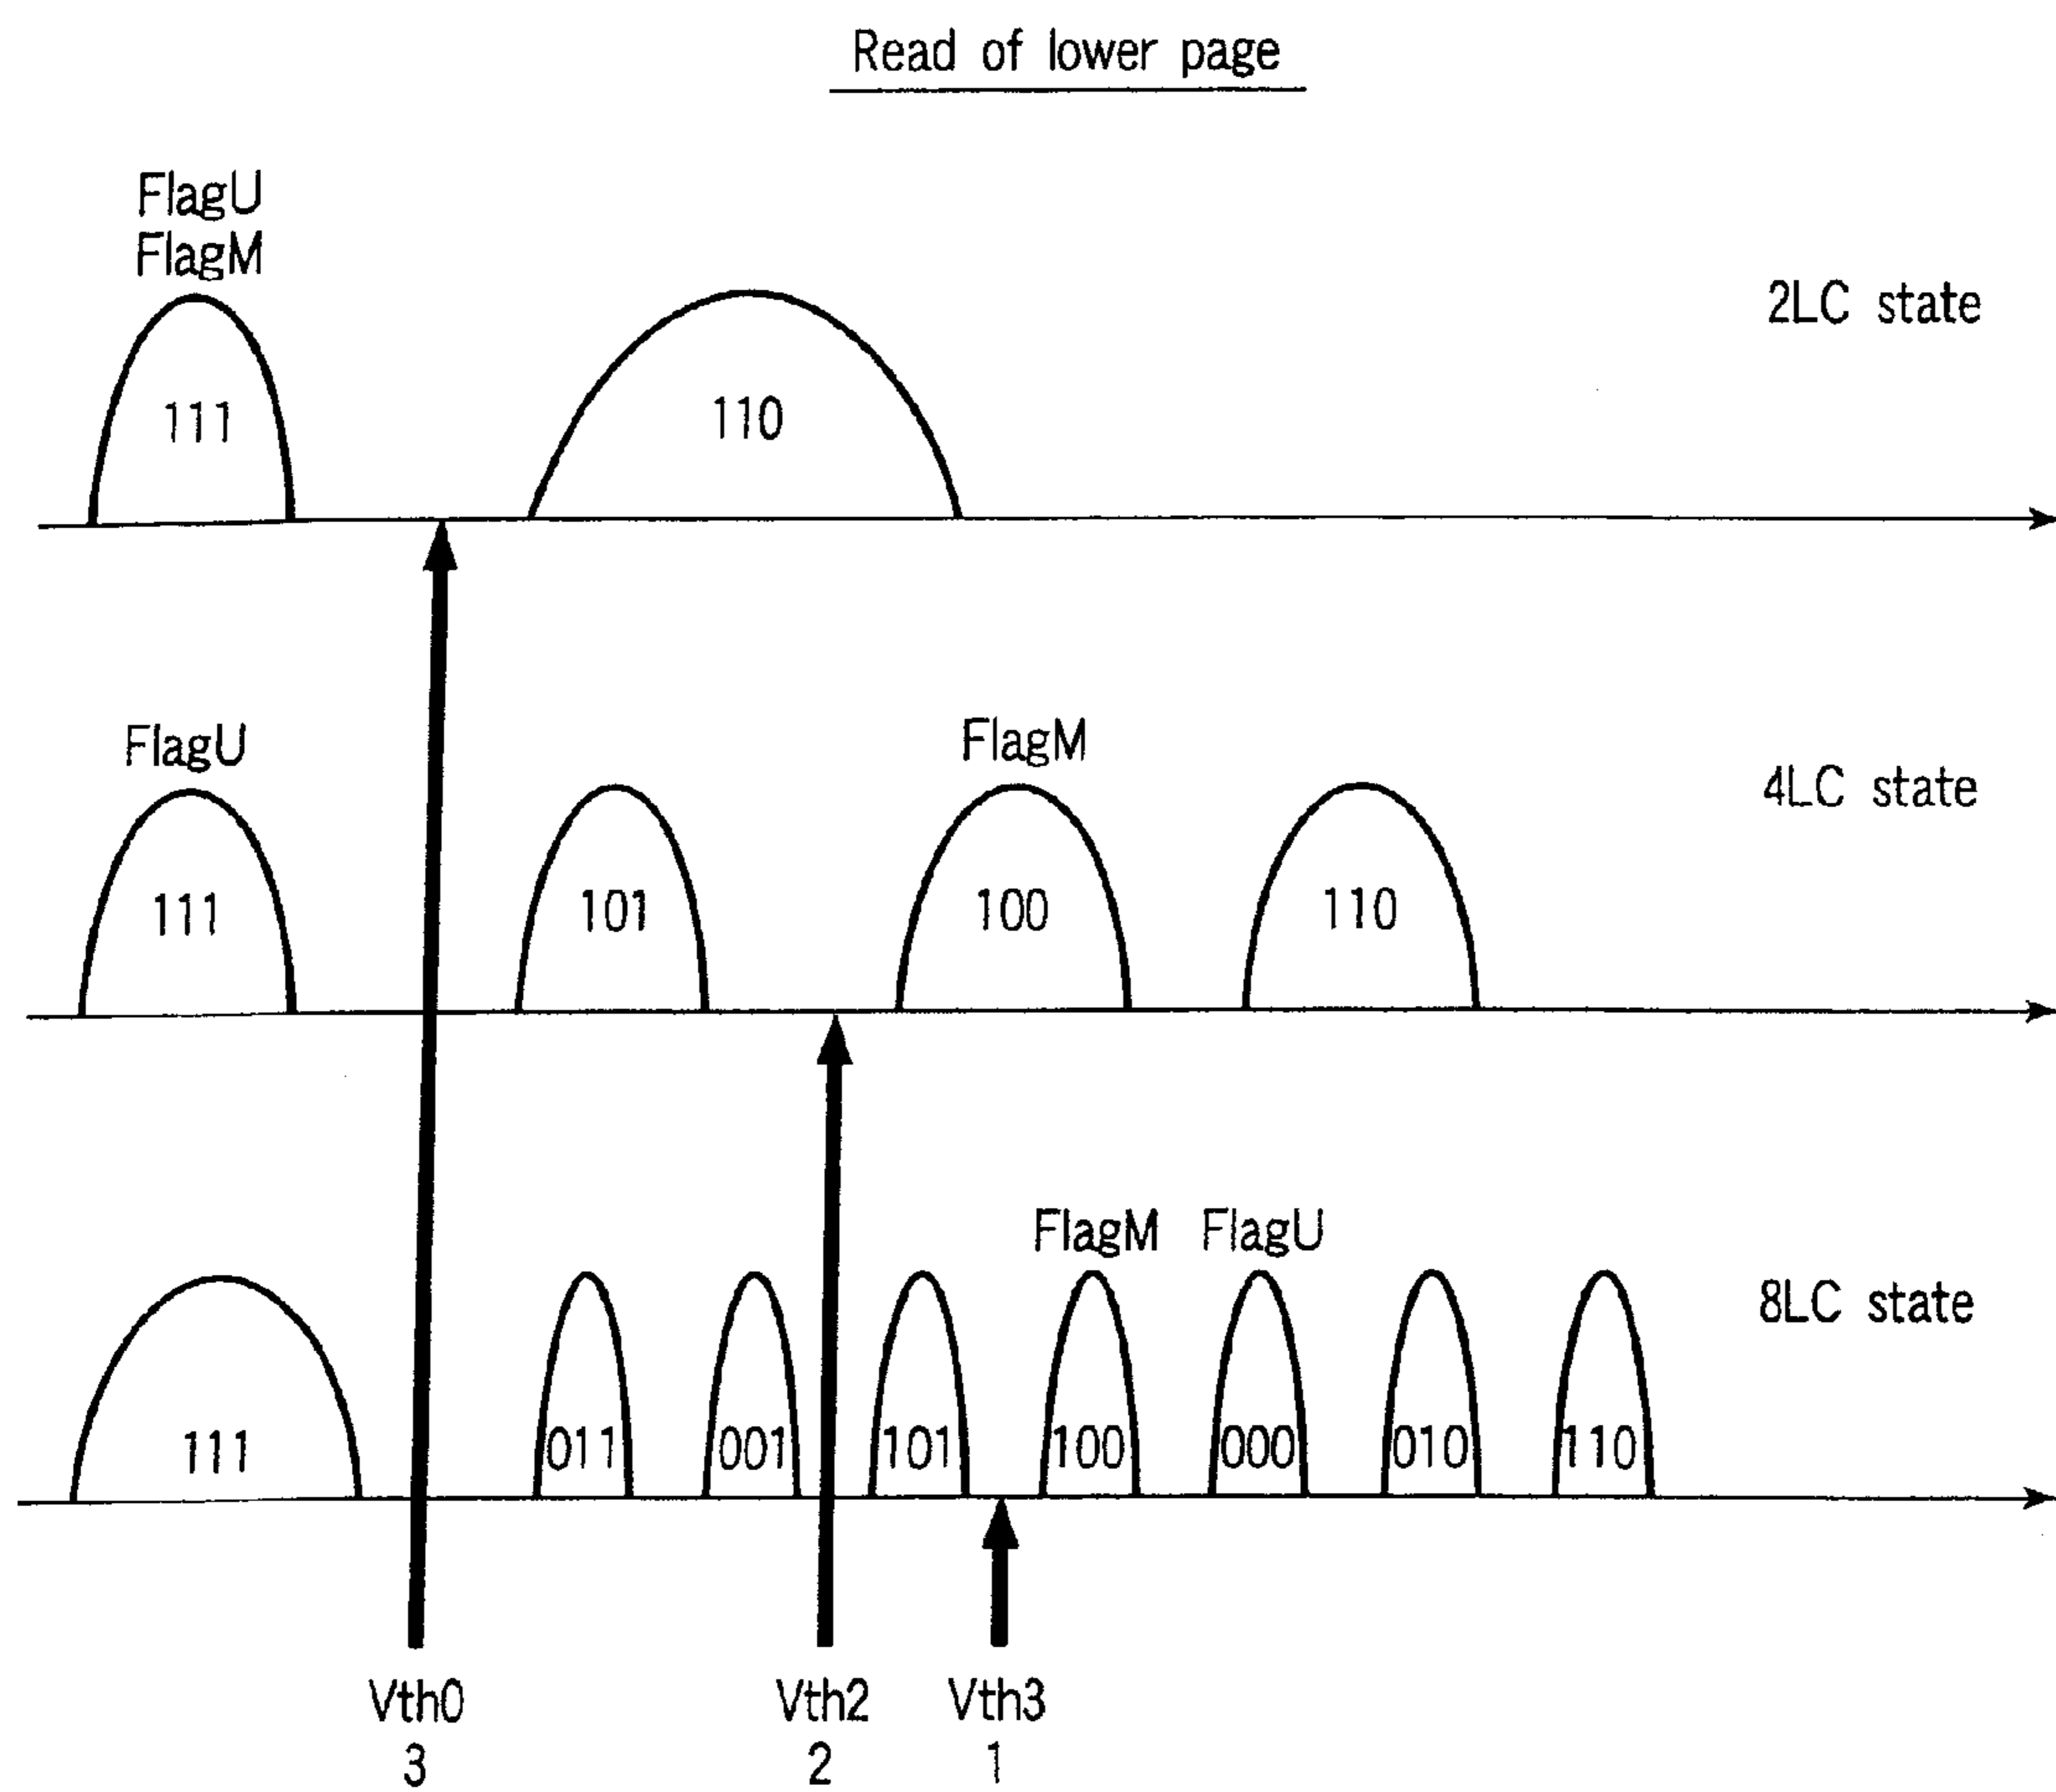 Read of lower page
FlagU
FlagM
2LC state
111
110
FlagU
FlagM
4LC state
111
101
100
110
FlagM FlagU
8LC state
111
011
001
101
100
000
010
110
Vth0
Vth2
Vth3
3
2
1